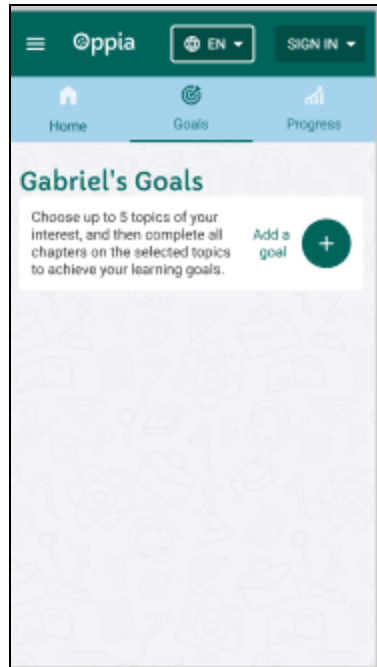 Oppia
EN
SIGN IN
Home
Goals
Progress
Gabriel's Goals
Choose up to 5 topics of your
interest, and then complete all
chapters on the selected topics
to achieve your learning goals.
Add a
goal